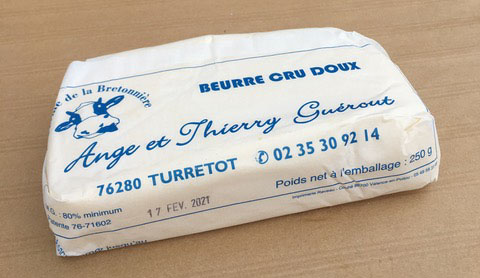 de la Bretonnière
BEURRE CRU DOUX
Ange et Thierry Guérout
76280 TURRETOT ✆ 02 35 30 92 14
Poids net à l'emballage : 250 g
.G. : 80% minimum
17 FEV. 2021
76-71602